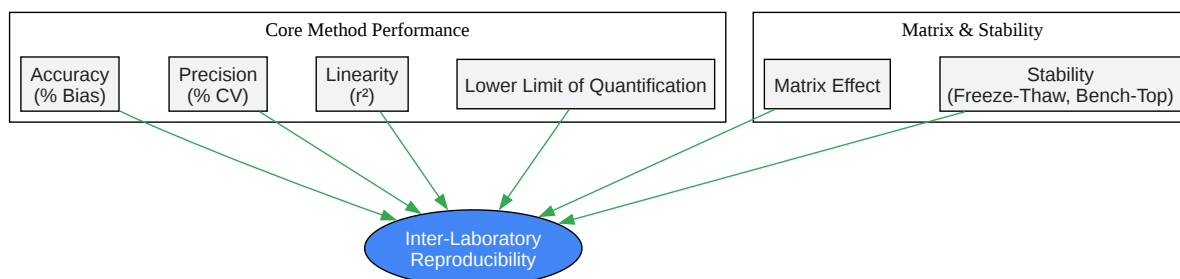 Core Method Performance
Matrix & Stability
Accuracy
(% Bias)
Precision
(% CV)
Linearity
(r²)
Lower Limit of Quantification
Matrix Effect
Stability
(Freeze-Thaw, Bench-Top)
Inter-Laboratory
Reproducibility